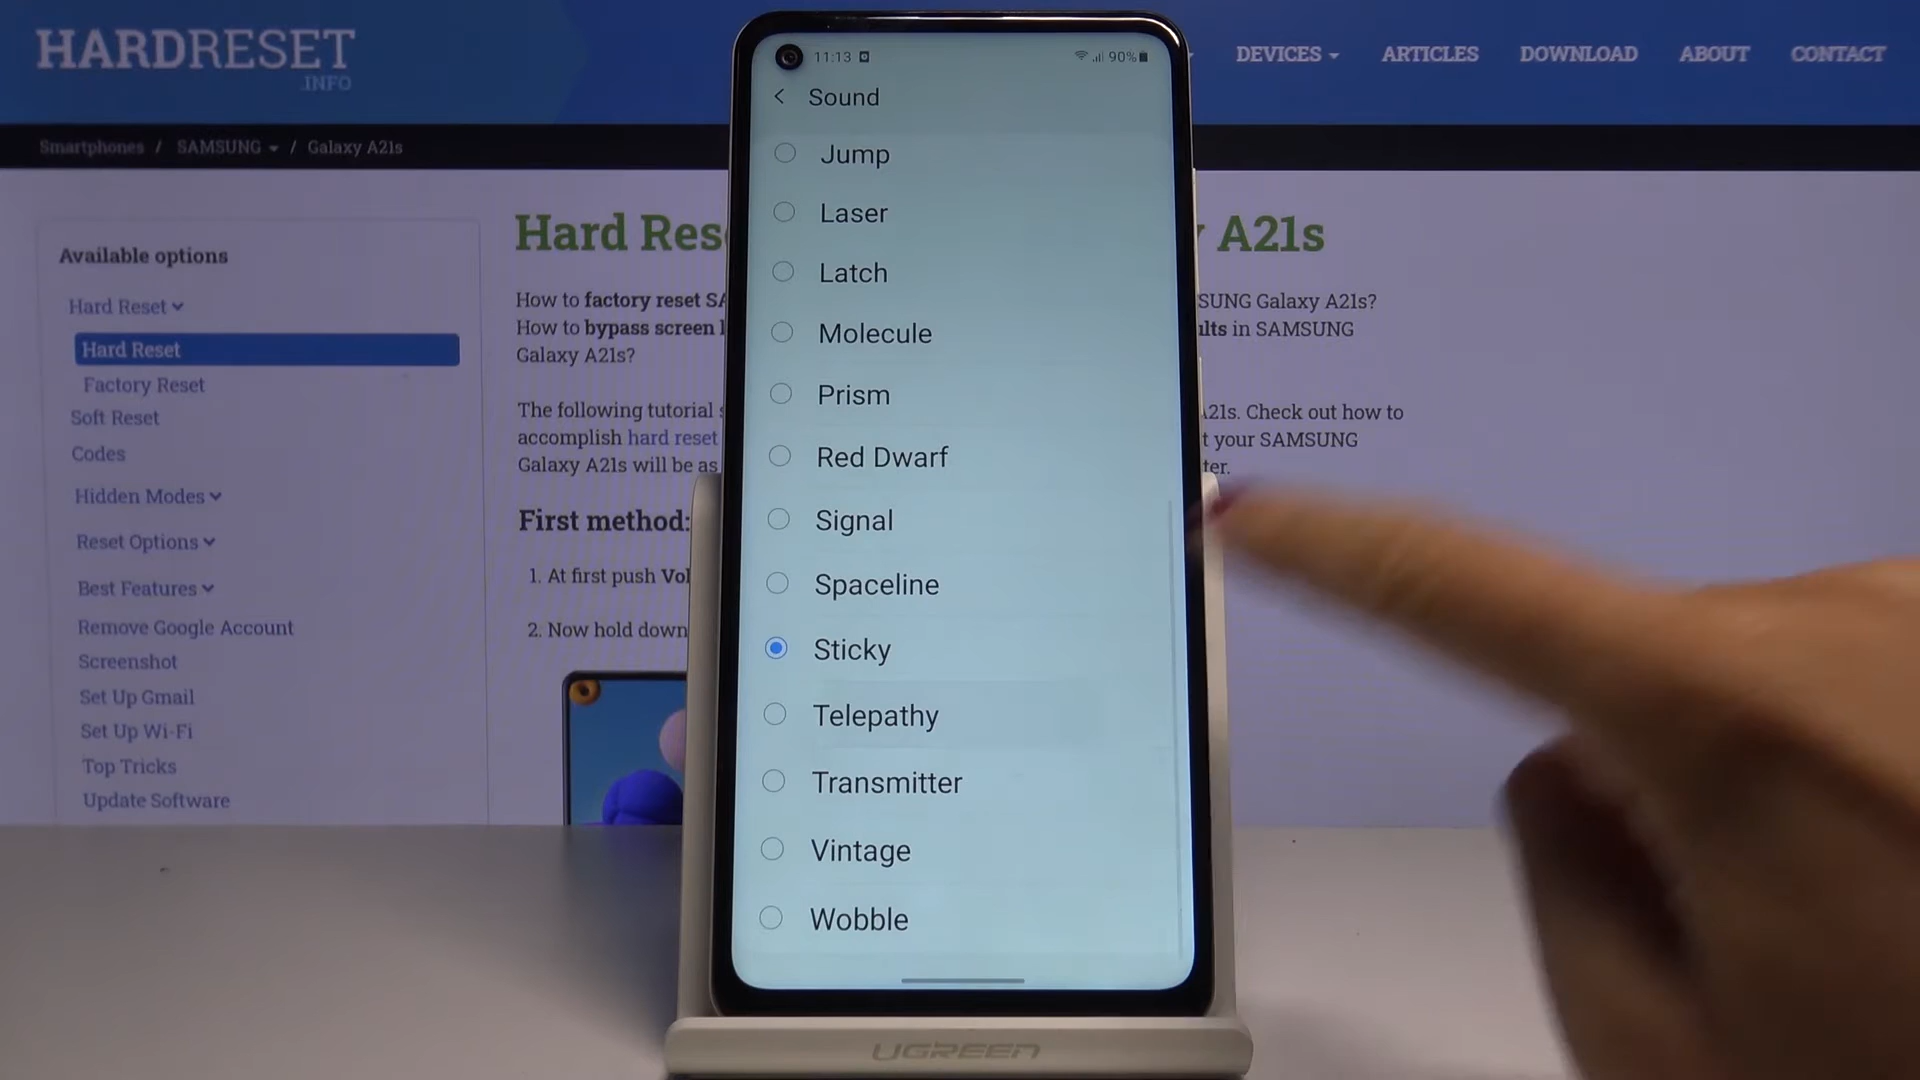 HARDRESET
.INFO
DEVICES
ARTICLES
DOWNLOAD
ABOUT
CONTACT
Smartphones / SAMSUNG / Galaxy A21s
Available options
Hard Reset
Hard Reset
Factory Reset
Soft Reset
Codes
Hidden Modes
Reset Options
Best Features
Remove Google Account
Screenshot
Set Up Gmail
Set Up Wi-Fi
Top Tricks
Update Software
Hard A21s
How to factory reset SUNG Galaxy A21s?
How to bypass screen in SAMSUNG
Galaxy A21s?
The following tutorial A21s. Check out how to
accomplish hard reset your SAMSUNG
Galaxy A21s will be as
First method:
1. At first push
2. Now hold down
11:13
90%
Sound
Jump
Laser
Latch
Molecule
Prism
Red Dwarf
Signal
Spaceline
Sticky
Telepathy
Transmitter
Vintage
Wobble
UGREEN